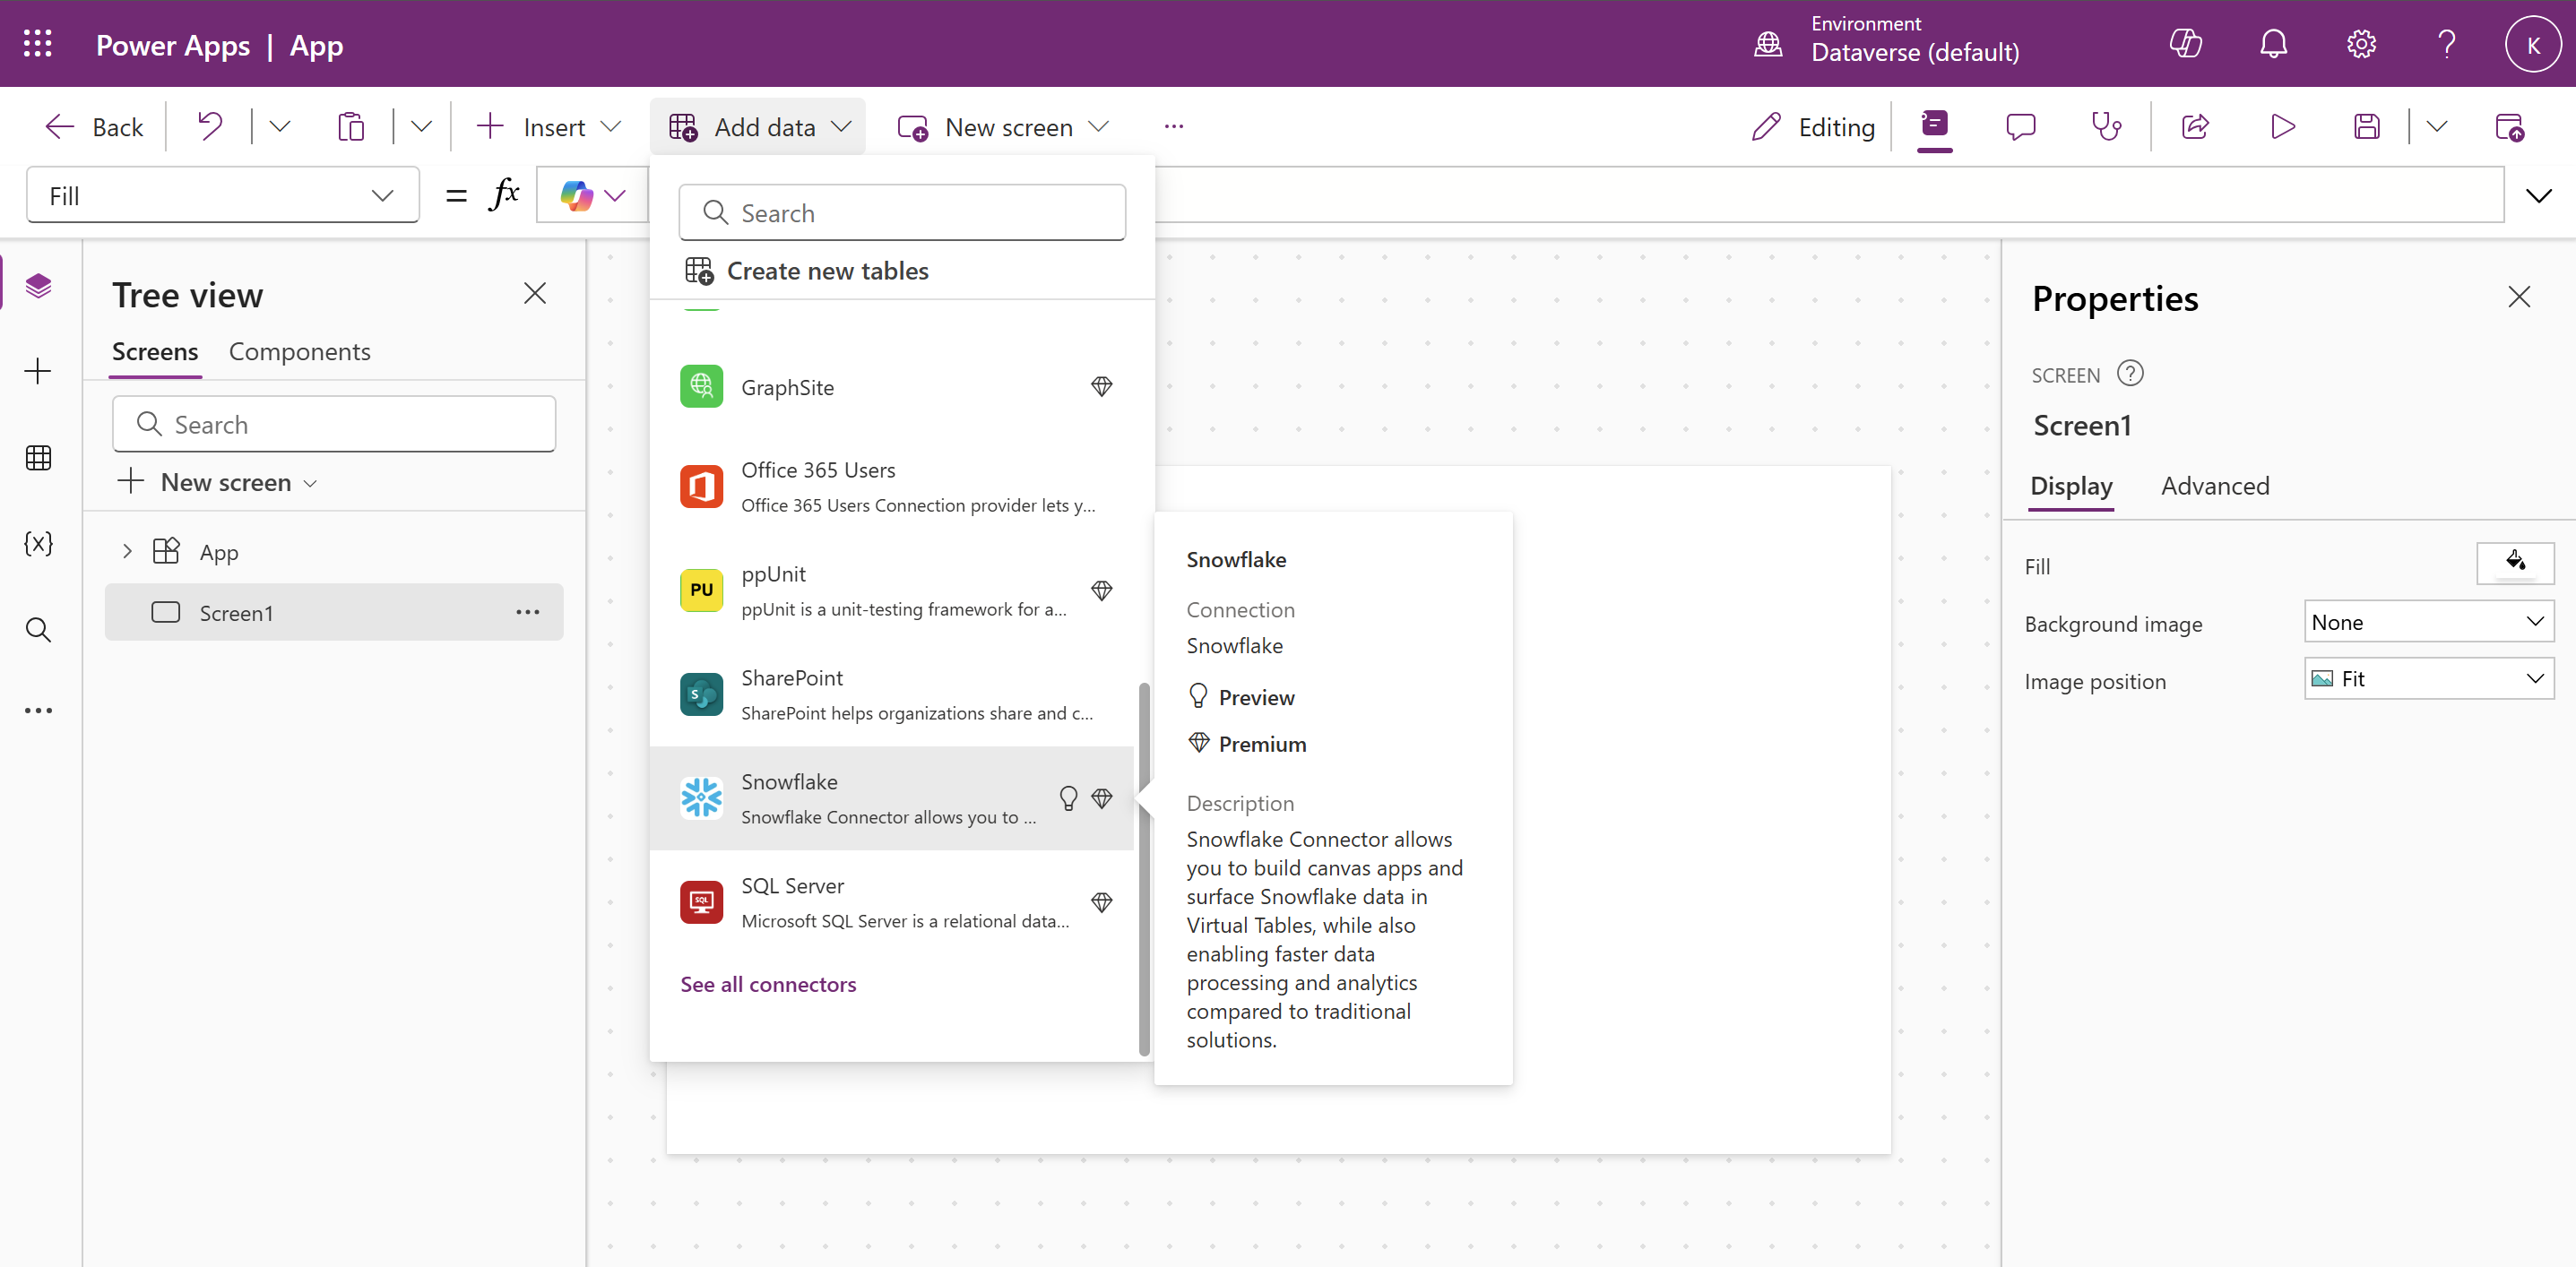 Power Apps | App
Environment
Dataverse (default)
K
Back
Insert
Add data
New screen
Editing
Fill
= fx
Search
Create new tables
Tree view
Screens
Components
Search
New screen
App
Screen1
GraphSite
Office 365 Users
Office 365 Users Connection provider lets y...
PU
ppUnit
ppUnit is a unit-testing framework for a...
S
SharePoint
SharePoint helps organizations share and c...
Snowflake
Snowflake Connector allows you to ...
SQL
SQL Server
Microsoft SQL Server is a relational data...
See all connectors
Snowflake
Connection
Snowflake
Preview
Premium
Description
Snowflake Connector allows
you to build canvas apps and
surface Snowflake data in
Virtual Tables, while also
enabling faster data
processing and analytics
compared to traditional
solutions.
Properties
SCREEN
Screen1
Display
Advanced
Fill
Background image
None
Image position
Fit